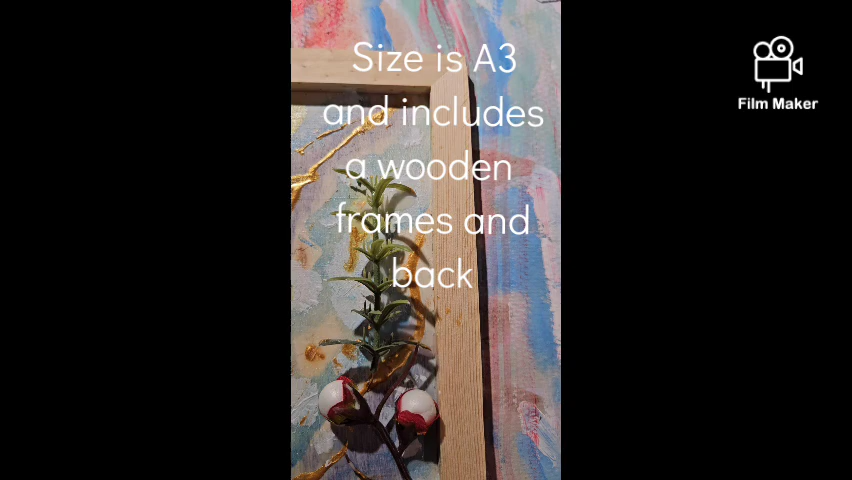 Size is A3
and includes
a wooden
frames and
back
Film Maker